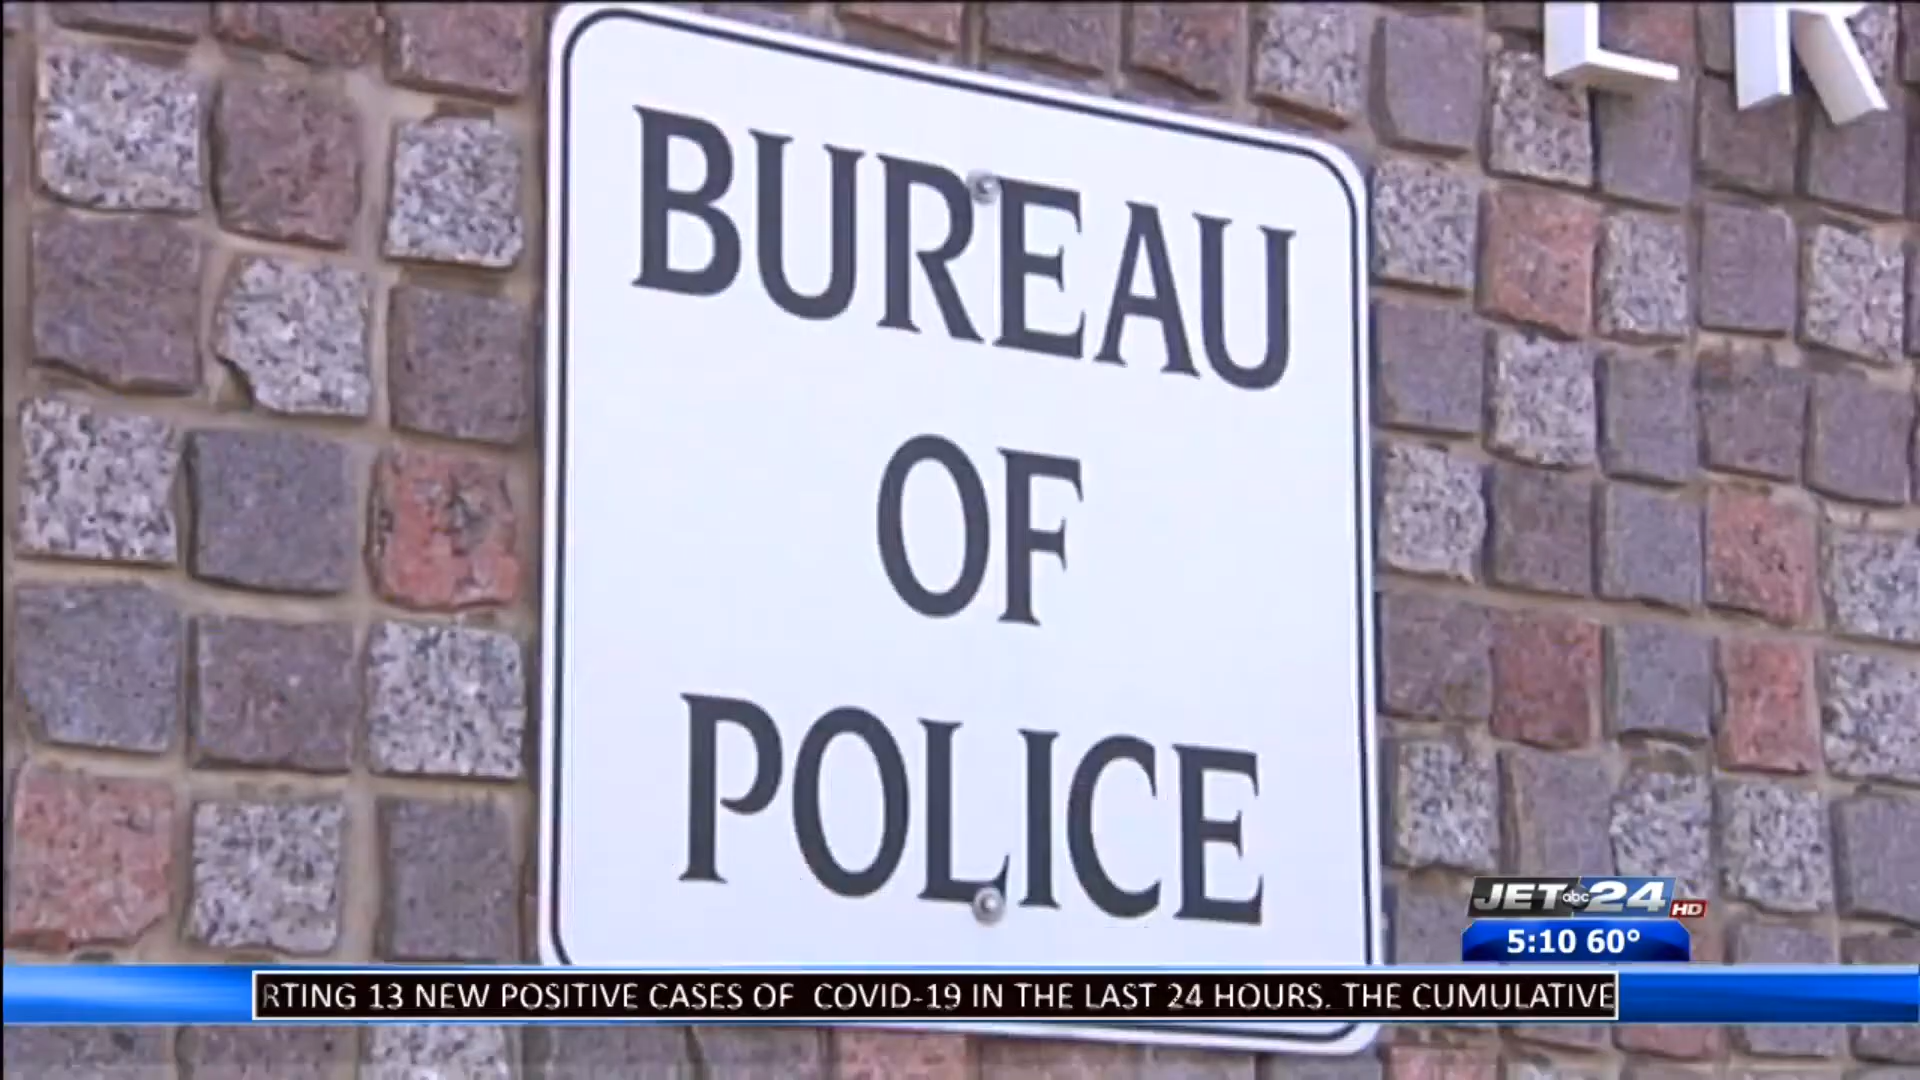 BUREAU
OF
POLICE
JET abc 24 HD
5:10 60°
RTING 13 NEW POSITIVE CASES OF COVID-19 IN THE LAST 24 HOURS. THE CUMULATIVE